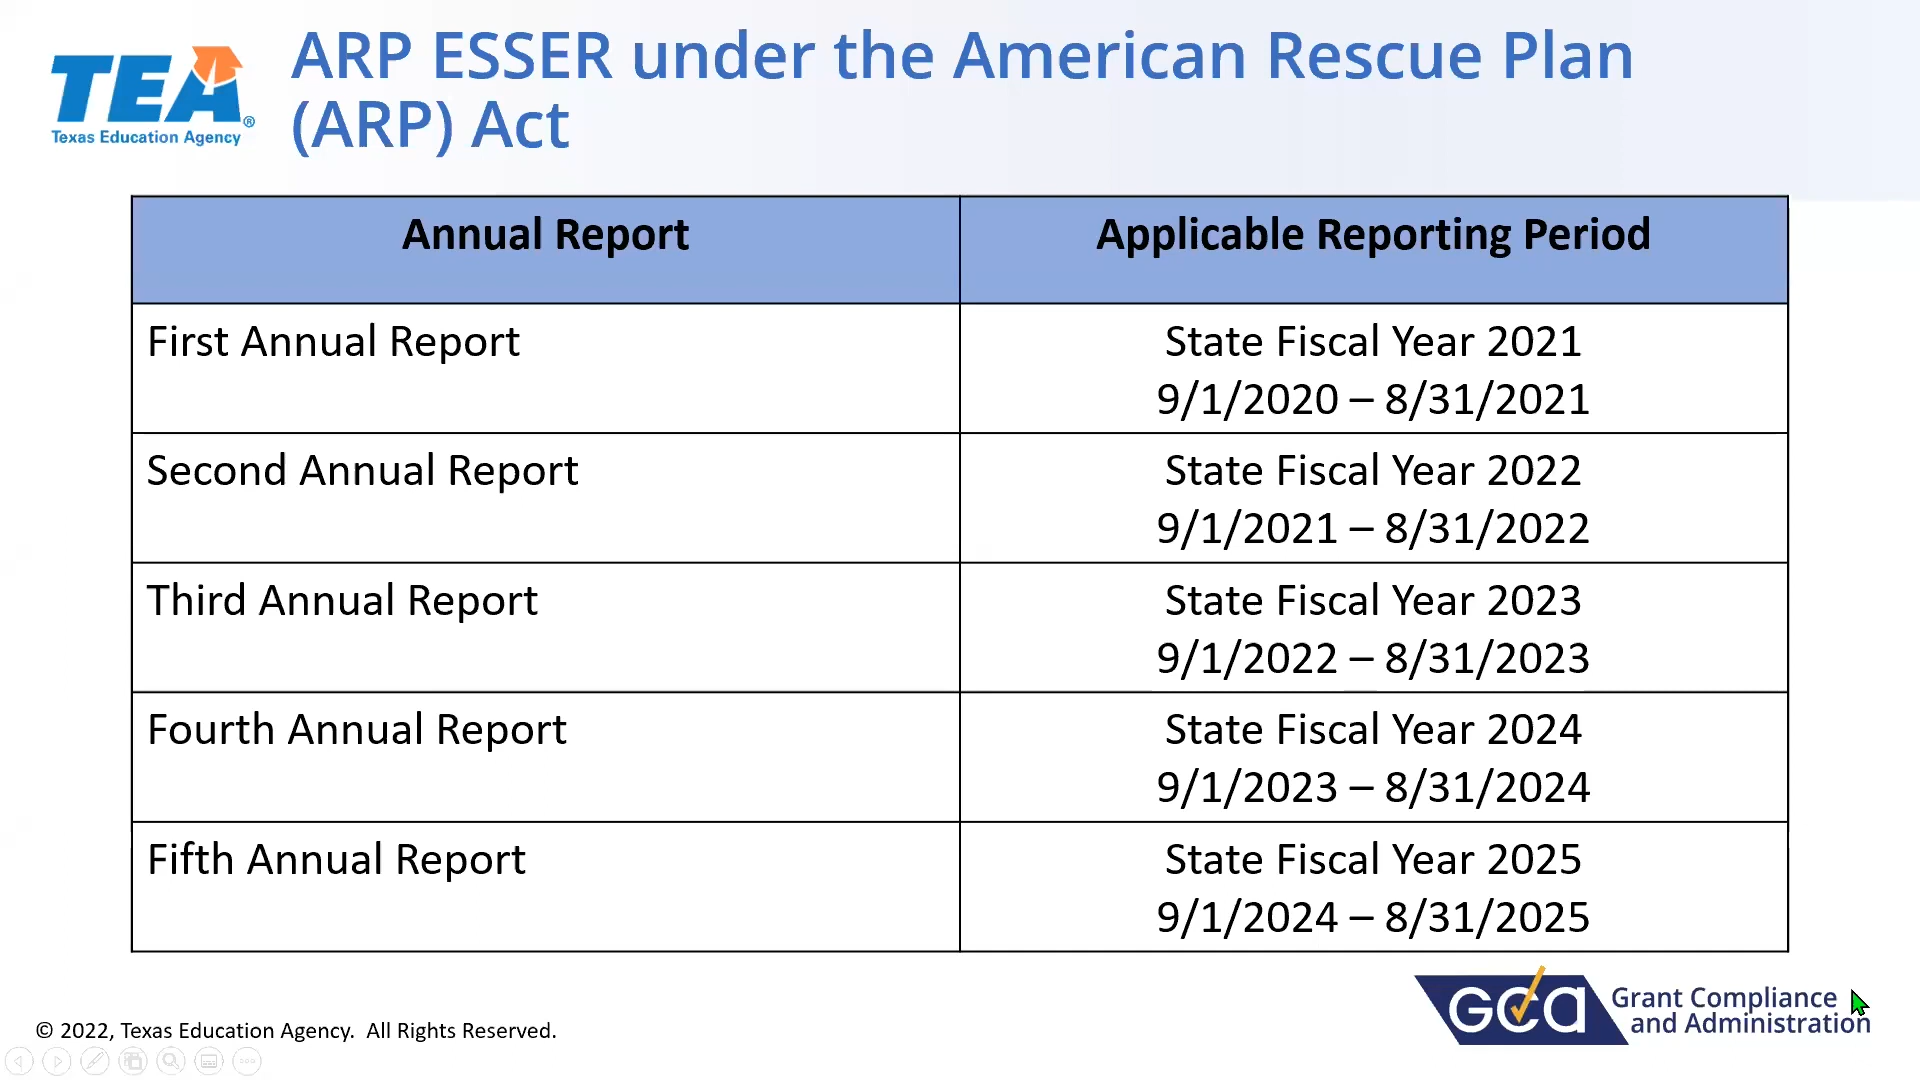 TEA®
Texas Education Agency
ARP ESSER under the American Rescue Plan
(ARP) Act
Annual Report
Applicable Reporting Period
First Annual Report
State Fiscal Year 2021
9/1/2020 – 8/31/2021
Second Annual Report
State Fiscal Year 2022
9/1/2021 – 8/31/2022
Third Annual Report
State Fiscal Year 2023
9/1/2022 – 8/31/2023
Fourth Annual Report
State Fiscal Year 2024
9/1/2023 – 8/31/2024
Fifth Annual Report
State Fiscal Year 2025
9/1/2024 – 8/31/2025
GCA
Grant Compliance
and Administration
© 2022, Texas Education Agency.  All Rights Reserved.